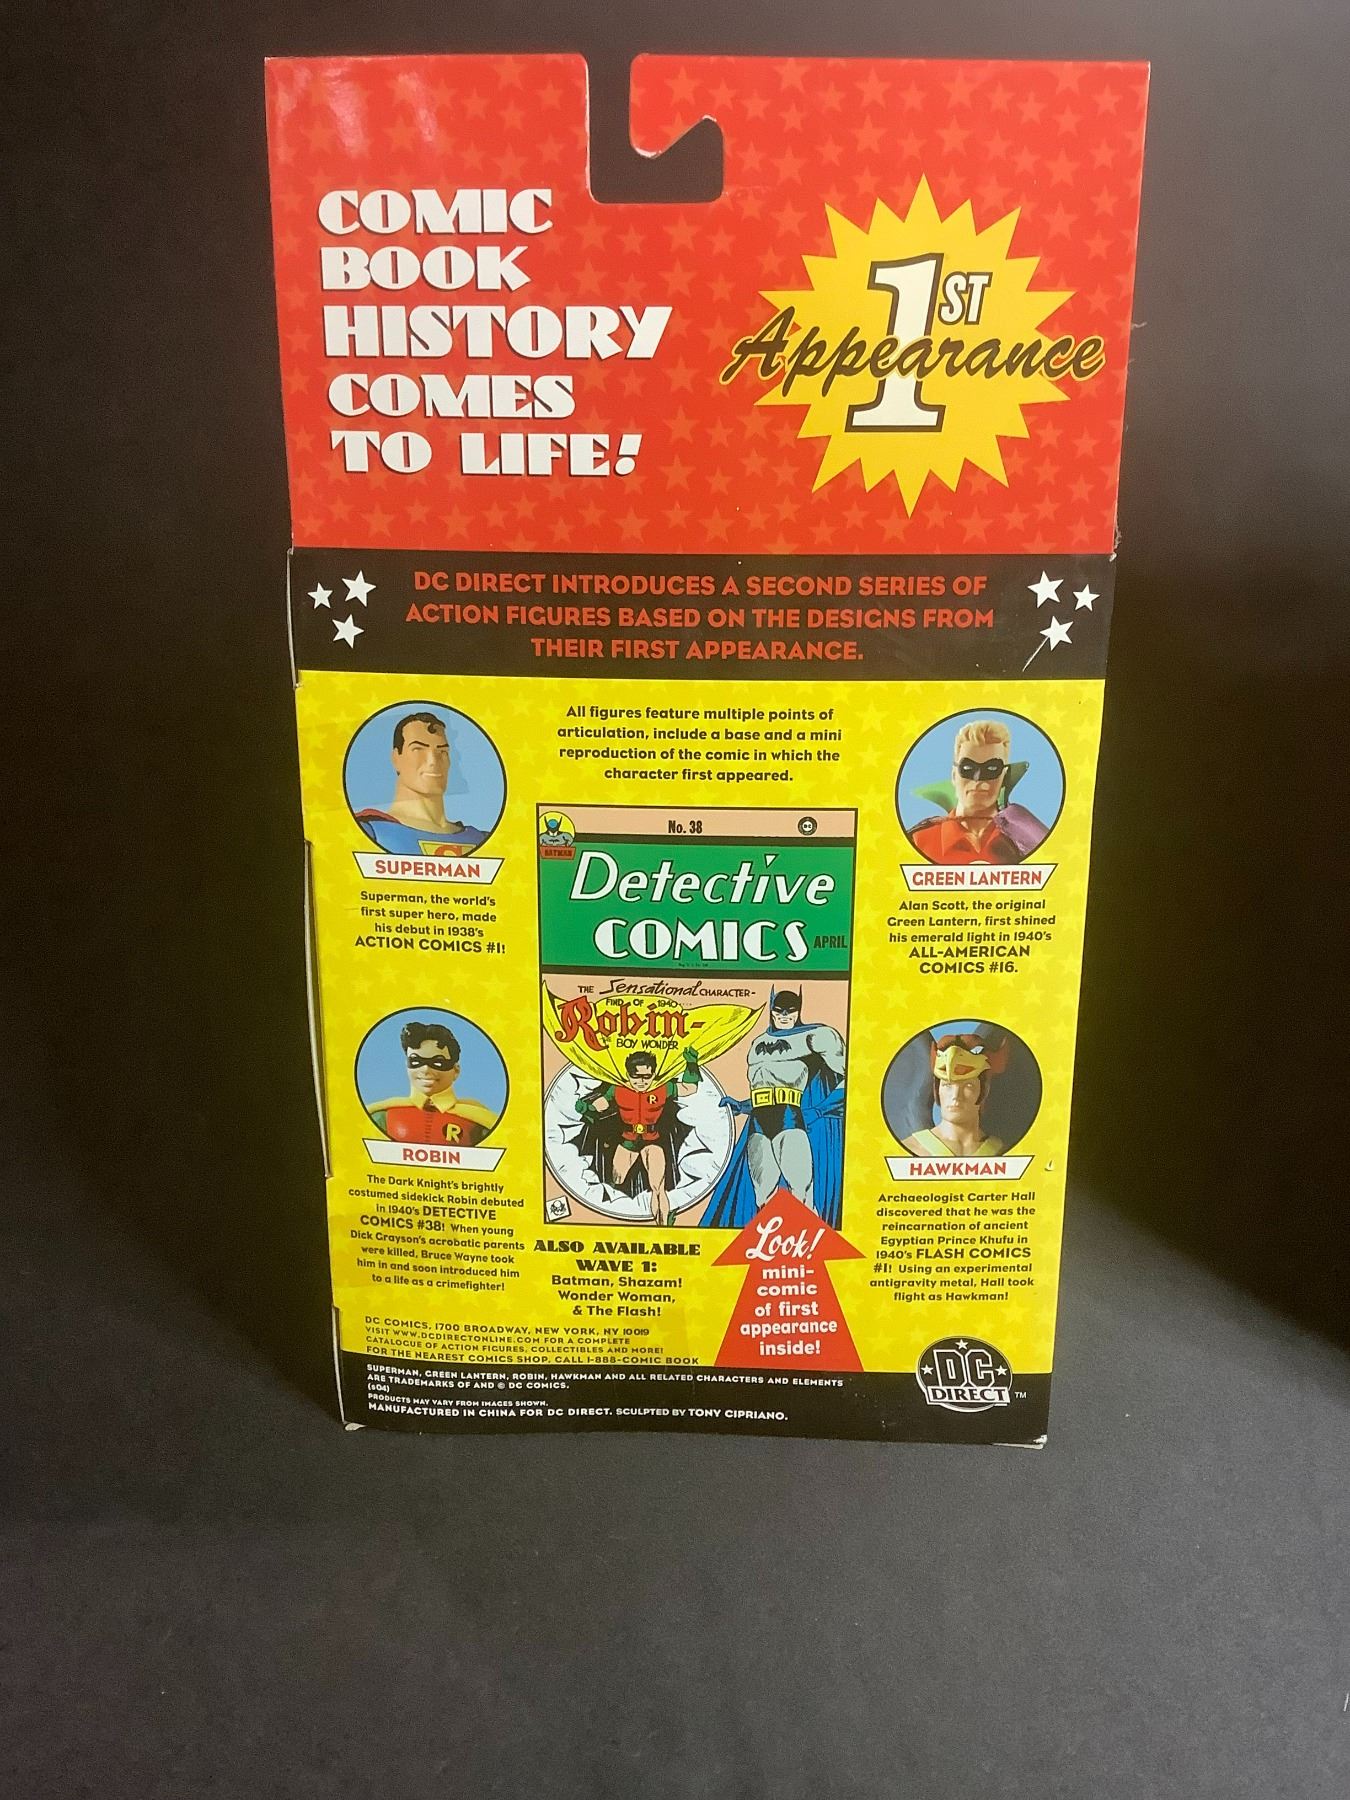 COMIC
BOOK
HISTORY
COMES
TO LIFE!
1ST
Appearance
DC DIRECT INTRODUCES A SECOND SERIES OF
ACTION FIGURES BASED ON THE DESIGNS FROM
THEIR FIRST APPEARANCE.
SUPERMAN
Superman, the world's
first super hero, made
his debut in 1938's
ACTION COMICS #1!
All figures feature multiple points of
articulation, include a base and a mini
reproduction of the comic in which the
character first appeared.
GREEN LANTERN
Alan Scott, the original
Green Lantern, first shined
his emerald light in 1940's
ALL-AMERICAN
COMICS #16.
No. 38
DC
BATMAN
Detective
COMICS
APRIL
THE Sensational CHARACTER-
FIND OF 1940....
Robin-
THE BOY WONDER
R
ROBIN
The Dark Knight's brightly
costumed sidekick Robin debuted
in 1940's DETECTIVE
COMICS #38! When young
Dick Grayson's acrobatic parents
were killed, Bruce Wayne took
him in and soon introduced him
to a life as a crimefighter!
R
HAWKMAN
Archaeologist Carter Hall
discovered that he was the
reincarnation of ancient
Egyptian Prince Khufu in
1940's FLASH COMICS
#1! Using an experimental
antigravity metal, Hall took
flight as Hawkman!
ALSO AVAILABLE
WAVE 1:
Batman, Shazam!
Wonder Woman,
& The Flash!
Look!
mini-
comic
of first
appearance
inside!
DC COMICS, 1700 BROADWAY, NEW YORK, NY 10019
VISIT WWW.DCDIRECTONLINE.COM FOR A COMPLETE
CATALOGUE OF ACTION FIGURES, COLLECTIBLES AND MORE!
FOR THE NEAREST COMICS SHOP, CALL 1-888-COMIC BOOK
SUPERMAN, GREEN LANTERN, ROBIN, HAWKMAN AND ALL RELATED CHARACTERS AND ELEMENTS
ARE TRADEMARKS OF AND © DC COMICS.
(s04)
PRODUCTS MAY VARY FROM IMAGES SHOWN.
MANUFACTURED IN CHINA FOR DC DIRECT. SCULPTED BY TONY CIPRIANO.
DC
DIRECT TM